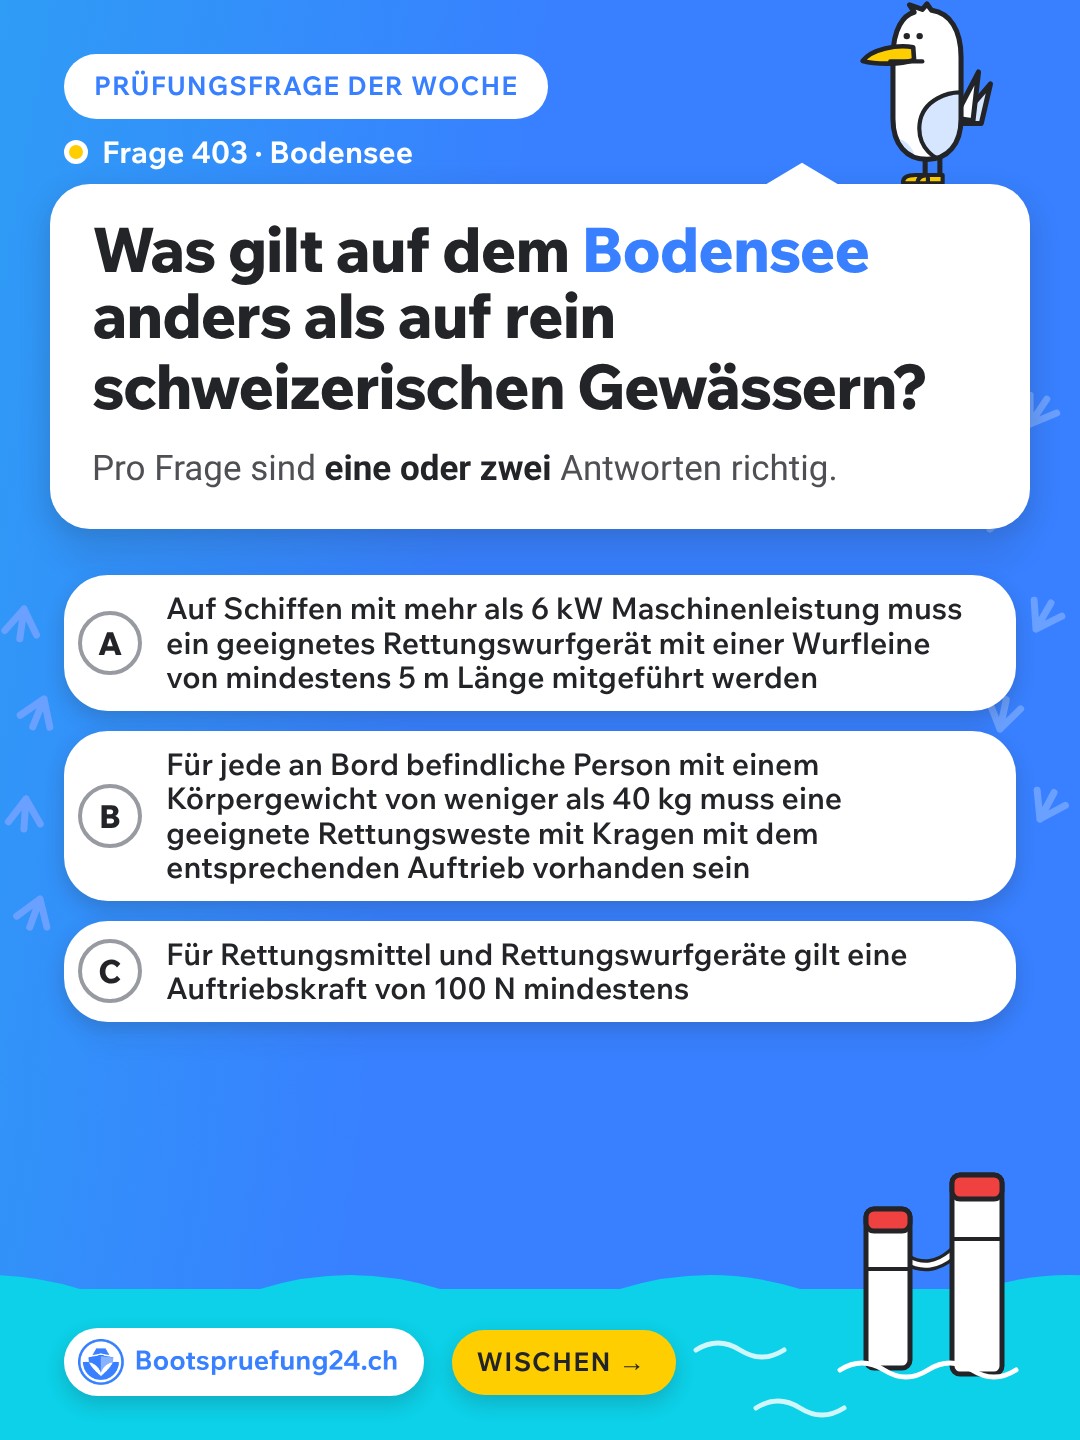 PRÜFUNGSFRAGE DER WOCHE
Frage 403 · Bodensee
Was gilt auf dem Bodensee
anders als auf rein
schweizerischen Gewässern?
Pro Frage sind eine oder zwei Antworten richtig.
A
Auf Schiffen mit mehr als 6 kW Maschinenleistung muss
ein geeignetes Rettungswurfgerät mit einer Wurfleine
von mindestens 5 m Länge mitgeführt werden
B
Für jede an Bord befindliche Person mit einem
Körpergewicht von weniger als 40 kg muss eine
geeignete Rettungsweste mit Kragen mit dem
entsprechenden Auftrieb vorhanden sein
C
Für Rettungsmittel und Rettungswurfgeräte gilt eine
Auftriebskraft von 100 N mindestens
Bootspruefung24.ch
WISCHEN →